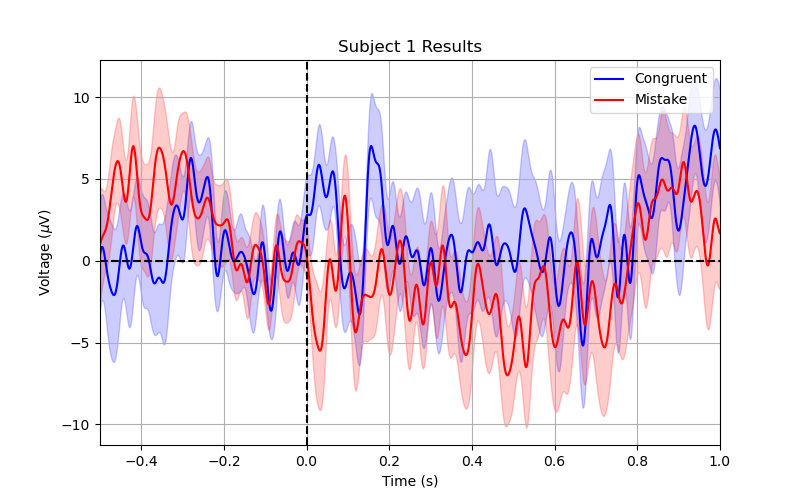 Subject 1 Results
Congruent
Mistake
Voltage (μV)
10
5
0
−5
−10
−0.4
−0.2
0.0
0.2
0.4
0.6
0.8
1.0
Time (s)